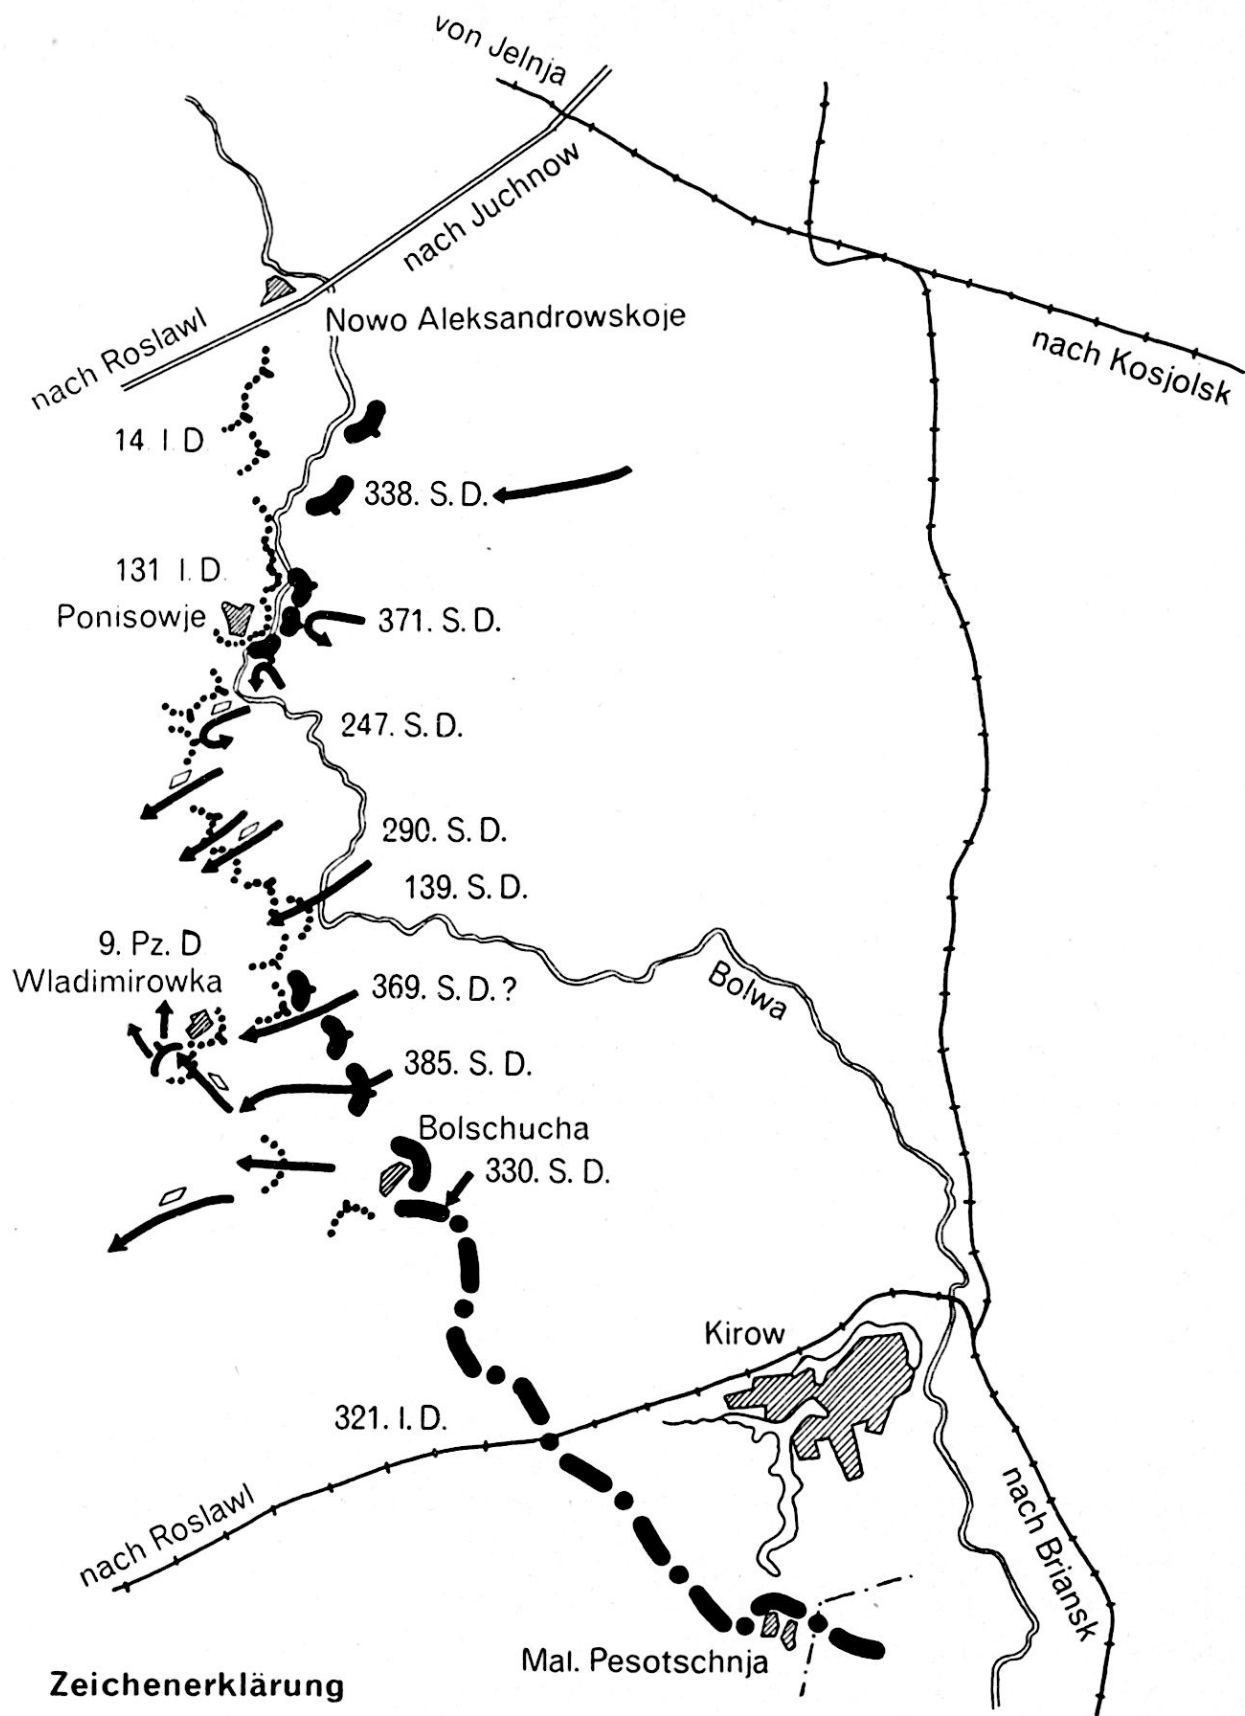 von Jelnja
nach Juchnow
nach Roslawl
Nowo Aleksandrowskoje
nach Kosjolsk
14. I. D
338. S. D.
131 I. D.
Ponisowje
371. S. D.
247. S. D.
290. S. D.
139. S. D.
9. Pz. D
Wladimirowka
369. S. D. ?
Bolwa
385. S. D.
Bolschucha
330. S. D.
Kirow
321. I. D.
nach Roslawl
nach Briansk
Mal. Pesotschnja
Zeichenerklärung